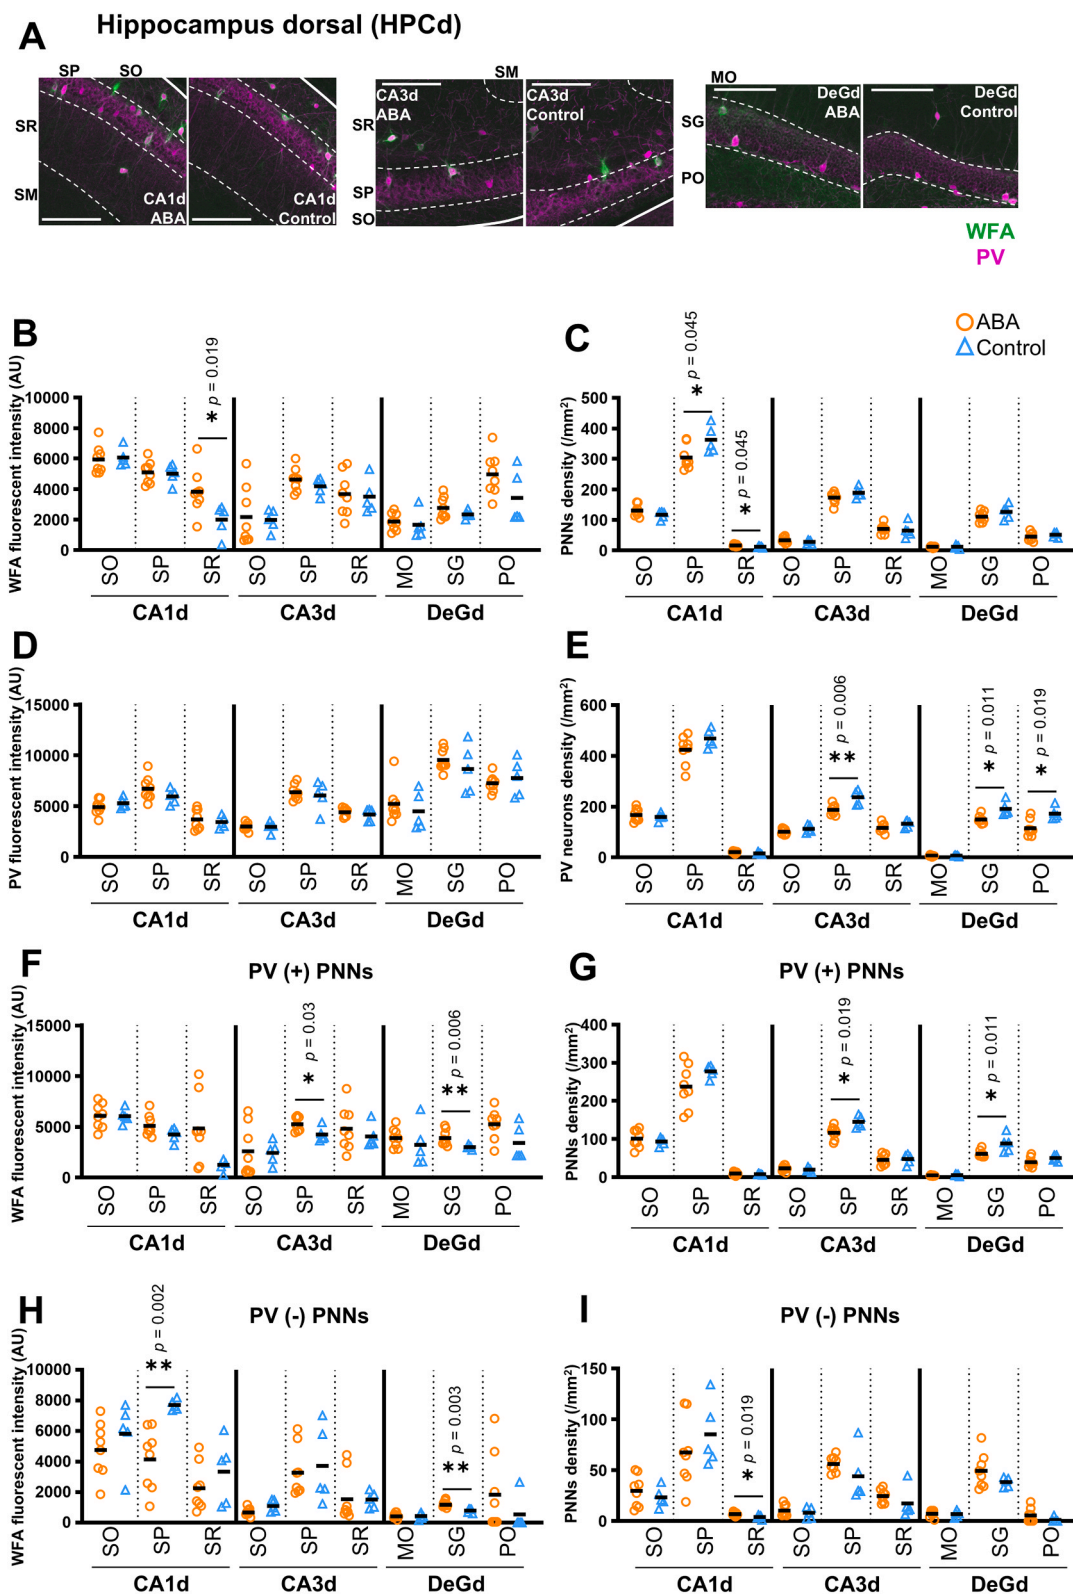 A
Hippocampus dorsal (HPCd)
SP SO
SR
SM
CA1d
ABA
CA1d
Control
SM
CA3d
ABA
CA3d
Control
SR
SP
SO
MO
SG
PO
DeGd
ABA
DeGd
Control
WFA
PV
ABA
Control
B
WFA fluorescent intensity (AU)
10000
8000
6000
4000
2000
0
* p = 0.019
SO SP SR SO SP SR MO SG PO
CA1d CA3d DeGd
C
PNNs density (/mm²)
500
400
300
200
100
0
* p = 0.045
* p = 0.045
SO SP SR SO SP SR MO SG PO
CA1d CA3d DeGd
D
PV fluorescent intensity (AU)
15000
10000
5000
0
SO SP SR SO SP SR MO SG PO
CA1d CA3d DeGd
E
PV neurons density (/mm²)
600
400
200
0
** p = 0.006
* p = 0.011
* p = 0.019
SO SP SR SO SP SR MO SG PO
CA1d CA3d DeGd
F
PV (+) PNNs
WFA fluorescent intensity (AU)
15000
10000
5000
0
* p = 0.03
** p = 0.006
SO SP SR SO SP SR MO SG PO
CA1d CA3d DeGd
G
PV (+) PNNs
PNNs density (/mm²)
400
300
200
100
0
* p = 0.019
* p = 0.011
SO SP SR SO SP SR MO SG PO
CA1d CA3d DeGd
H
PV (-) PNNs
WFA fluorescent intensity (AU)
10000
8000
6000
4000
2000
0
** p = 0.002
** p = 0.003
SO SP SR SO SP SR MO SG PO
CA1d CA3d DeGd
I
PV (-) PNNs
PNNs density (/mm²)
150
100
50
0
* p = 0.019
SO SP SR SO SP SR MO SG PO
CA1d CA3d DeGd